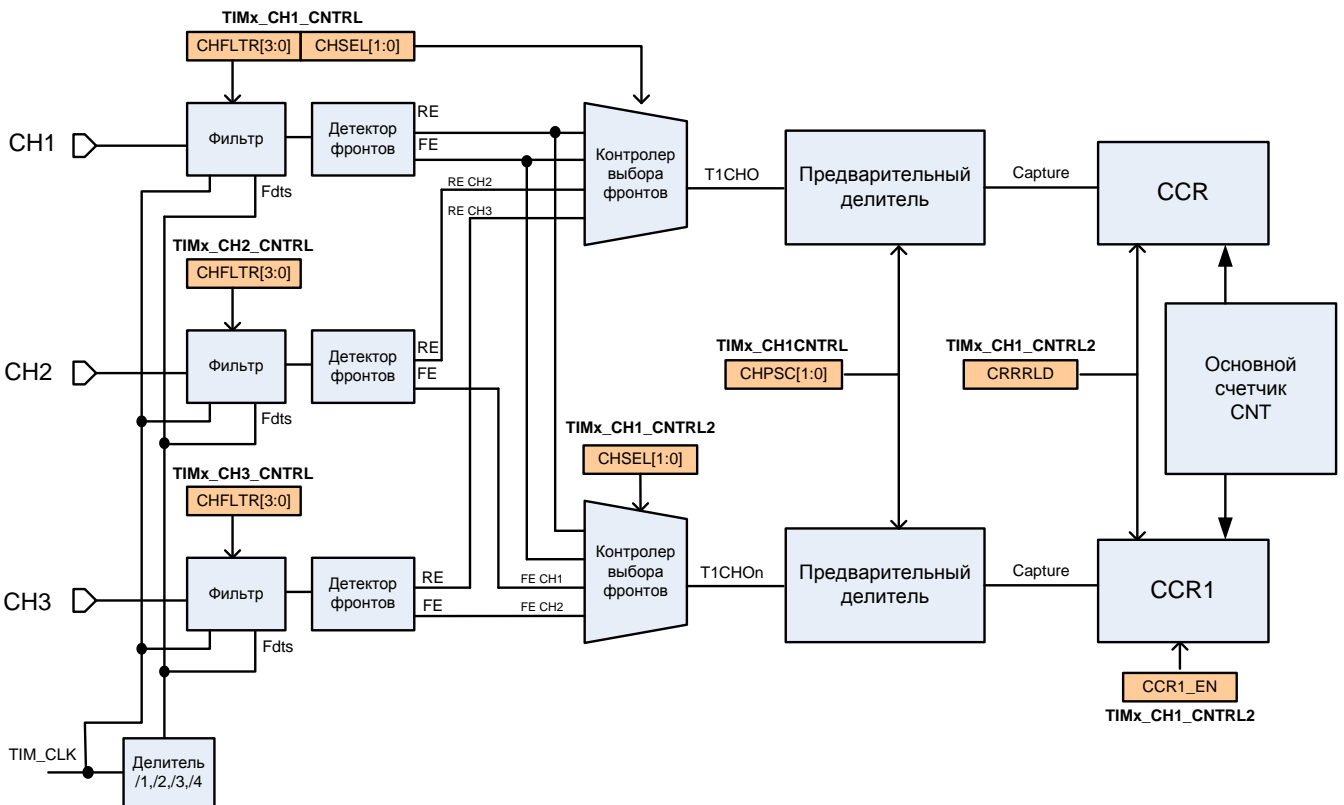 TIMx_CH1_CNTRL
CHFLTR[3:0]
CHSEL[1:0]
CH1
Фильтр
Детектор
фронтов
RE
FE
Fdts
RE CH2
RE CH3
Контролер
выбора
фронтов
T1CHO
Предварительный
делитель
Capture
CCR
TIMx_CH2_CNTRL
CHFLTR[3:0]
CH2
Фильтр
Детектор
фронтов
RE
FE
Fdts
TIMx_CH1CNTRL
CHPSC[1:0]
TIMx_CH1_CNTRL2
CRRRLD
Основной
счетчик
CNT
TIMx_CH1_CNTRL2
CHSEL[1:0]
TIMx_CH3_CNTRL
CHFLTR[3:0]
CH3
Фильтр
Детектор
фронтов
RE
FE
Fdts
FE CH1
FE CH2
Контролер
выбора
фронтов
T1CHOn
Предварительный
делитель
Capture
CCR1
CCR1_EN
TIMx_CH1_CNTRL2
TIM_CLK
Делитель
/1,/2,/3,/4